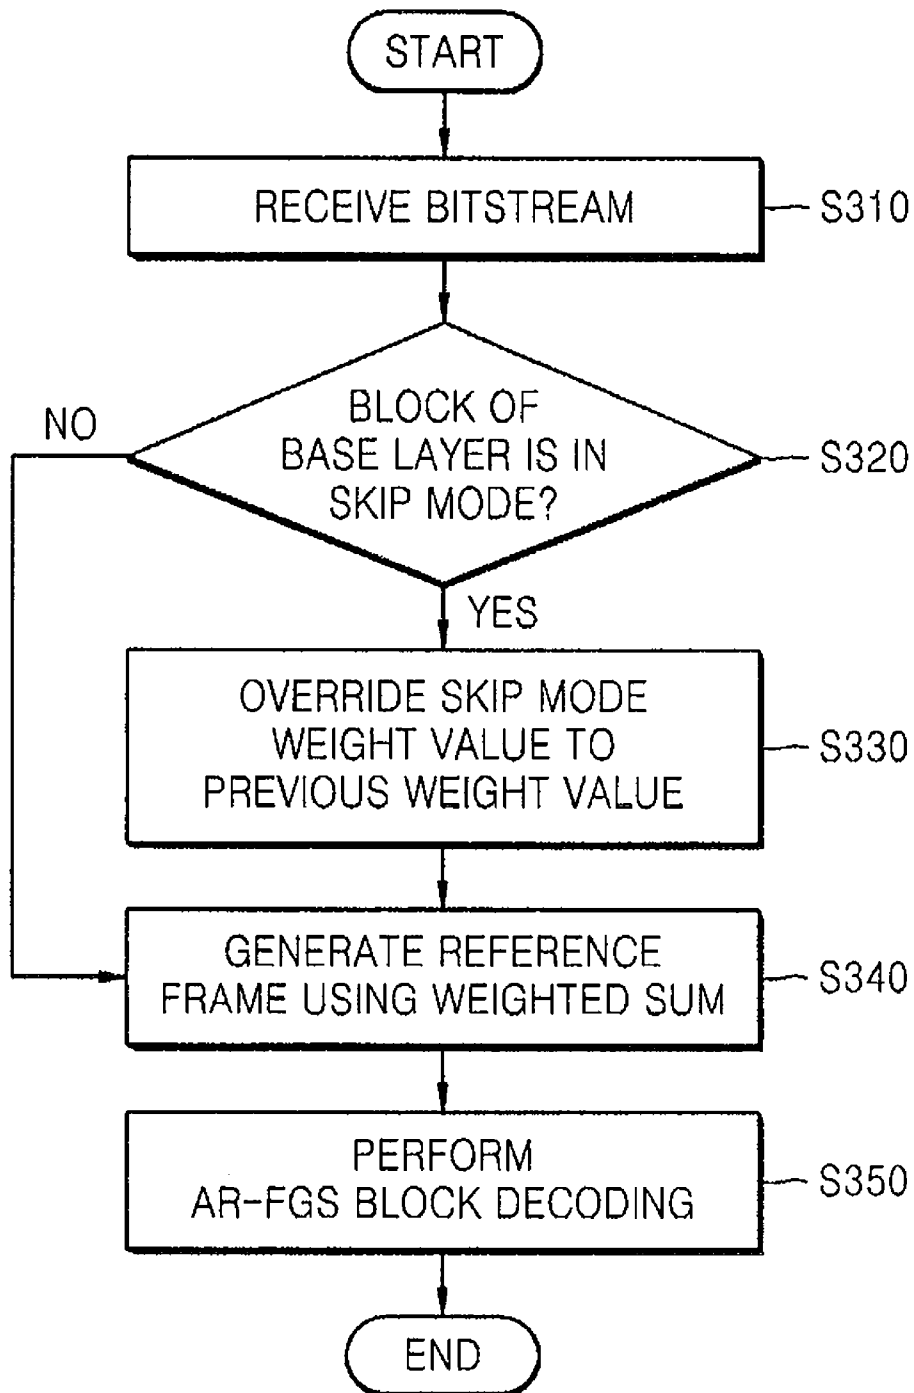 START
RECEIVE BITSTREAM
S310
BLOCK OF
BASE LAYER IS IN
SKIP MODE?
S320
NO
YES
OVERRIDE SKIP MODE
WEIGHT VALUE TO
PREVIOUS WEIGHT VALUE
S330
GENERATE REFERENCE
FRAME USING WEIGHTED SUM
S340
PERFORM
AR-FGS BLOCK DECODING
S350
END